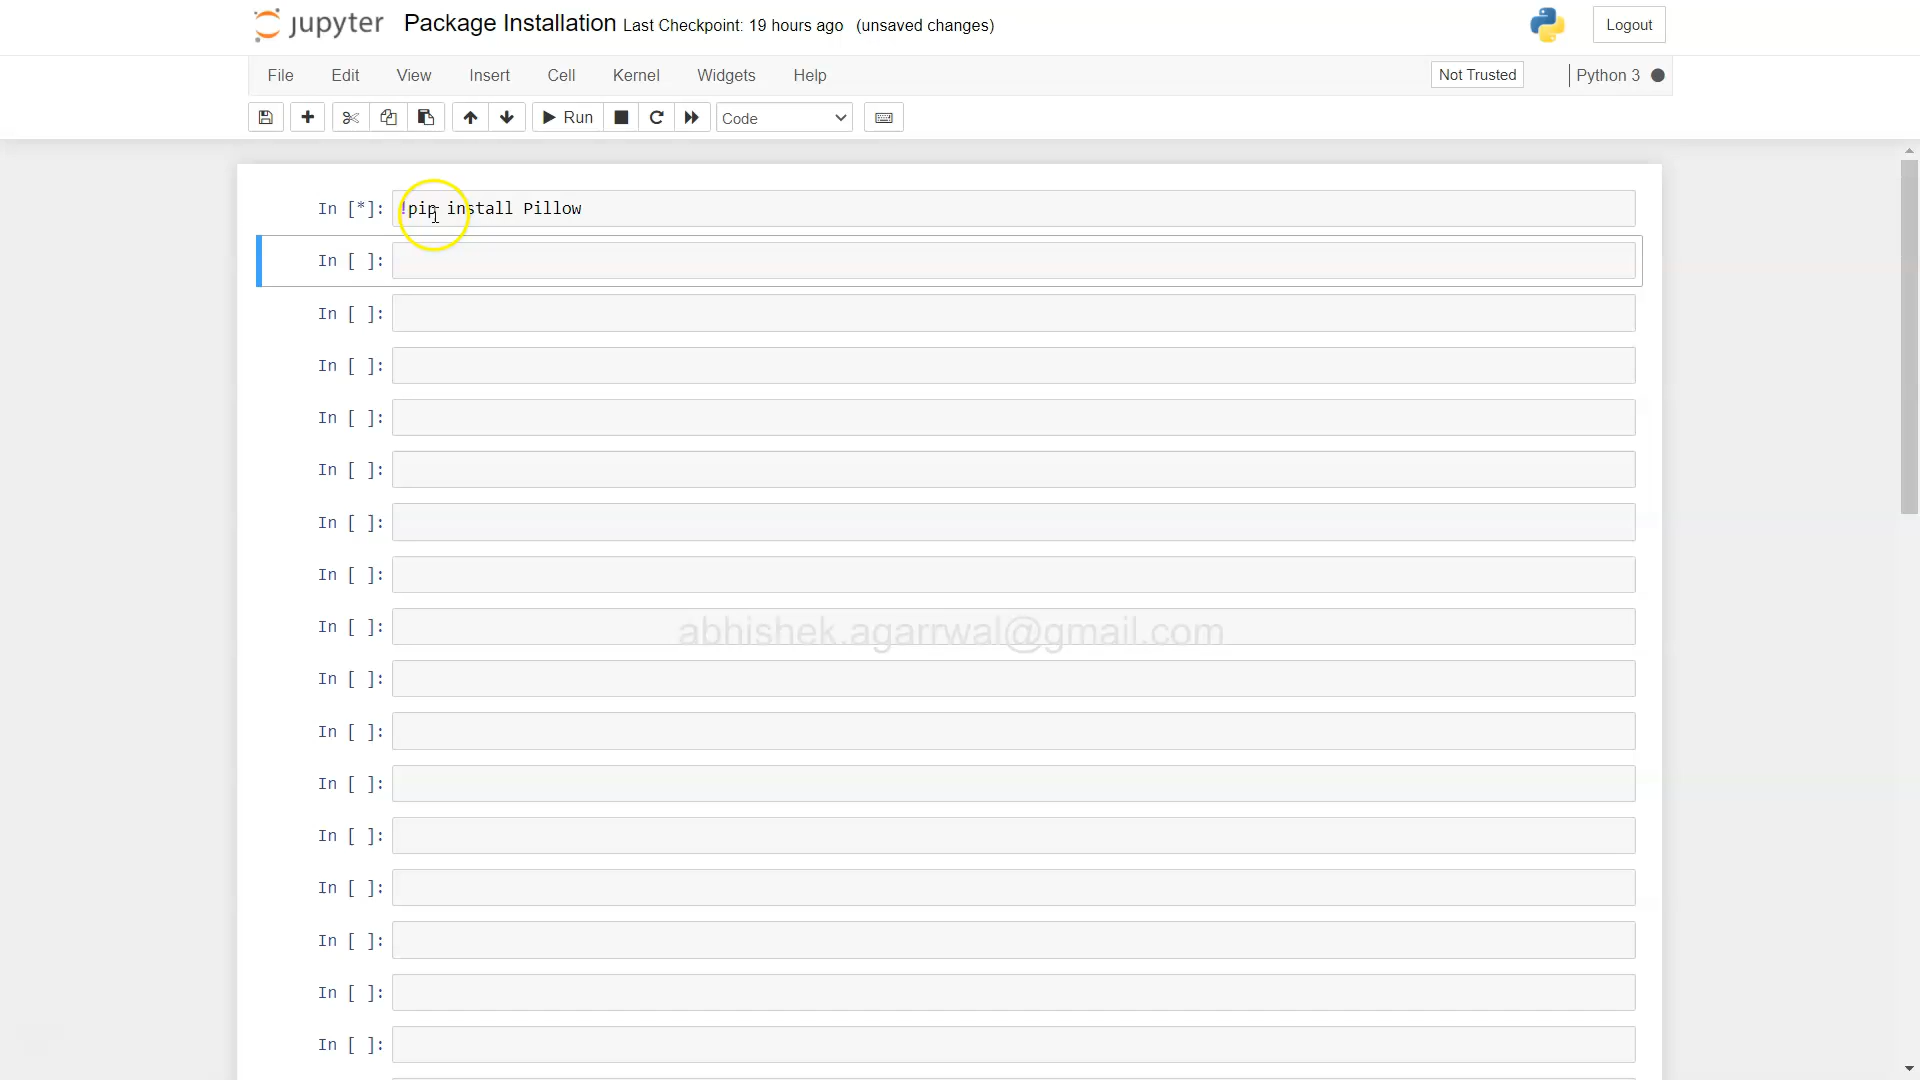 jupyter Package Installation Last Checkpoint: 19 hours ago (unsaved changes) Logout
File Edit View Insert Cell Kernel Widgets Help Not Trusted Python 3
Run Code
In [*]: !pip install Pillow
In [ ]:
In [ ]:
In [ ]:
In [ ]:
In [ ]:
In [ ]:
In [ ]:
In [ ]:
abhishek.agarrwal@gmail.com
In [ ]:
In [ ]:
In [ ]:
In [ ]:
In [ ]:
In [ ]:
In [ ]:
In [ ]: